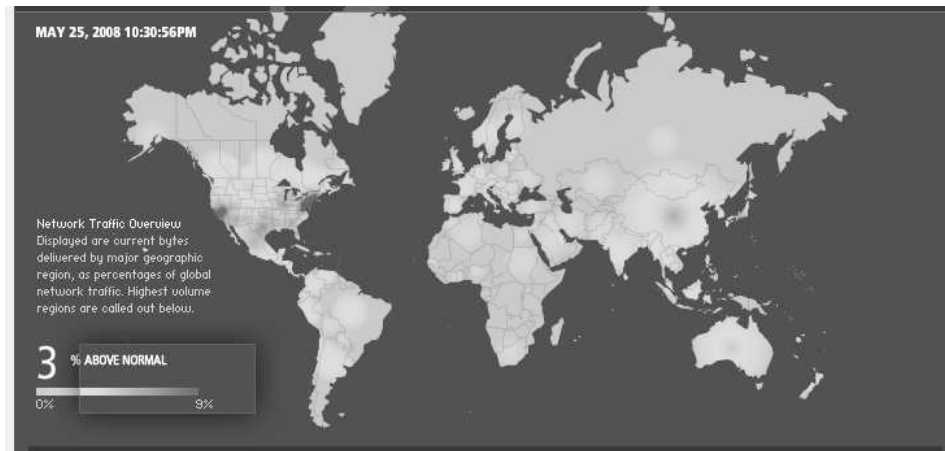 MAY 25, 2008 10:30:56PM
Network Traffic Overview
Displayed are current bytes
delivered by major geographic
region, as percentages of global
network traffic. Highest volume
regions are called out below.
3 % ABOVE NORMAL
0% 9%